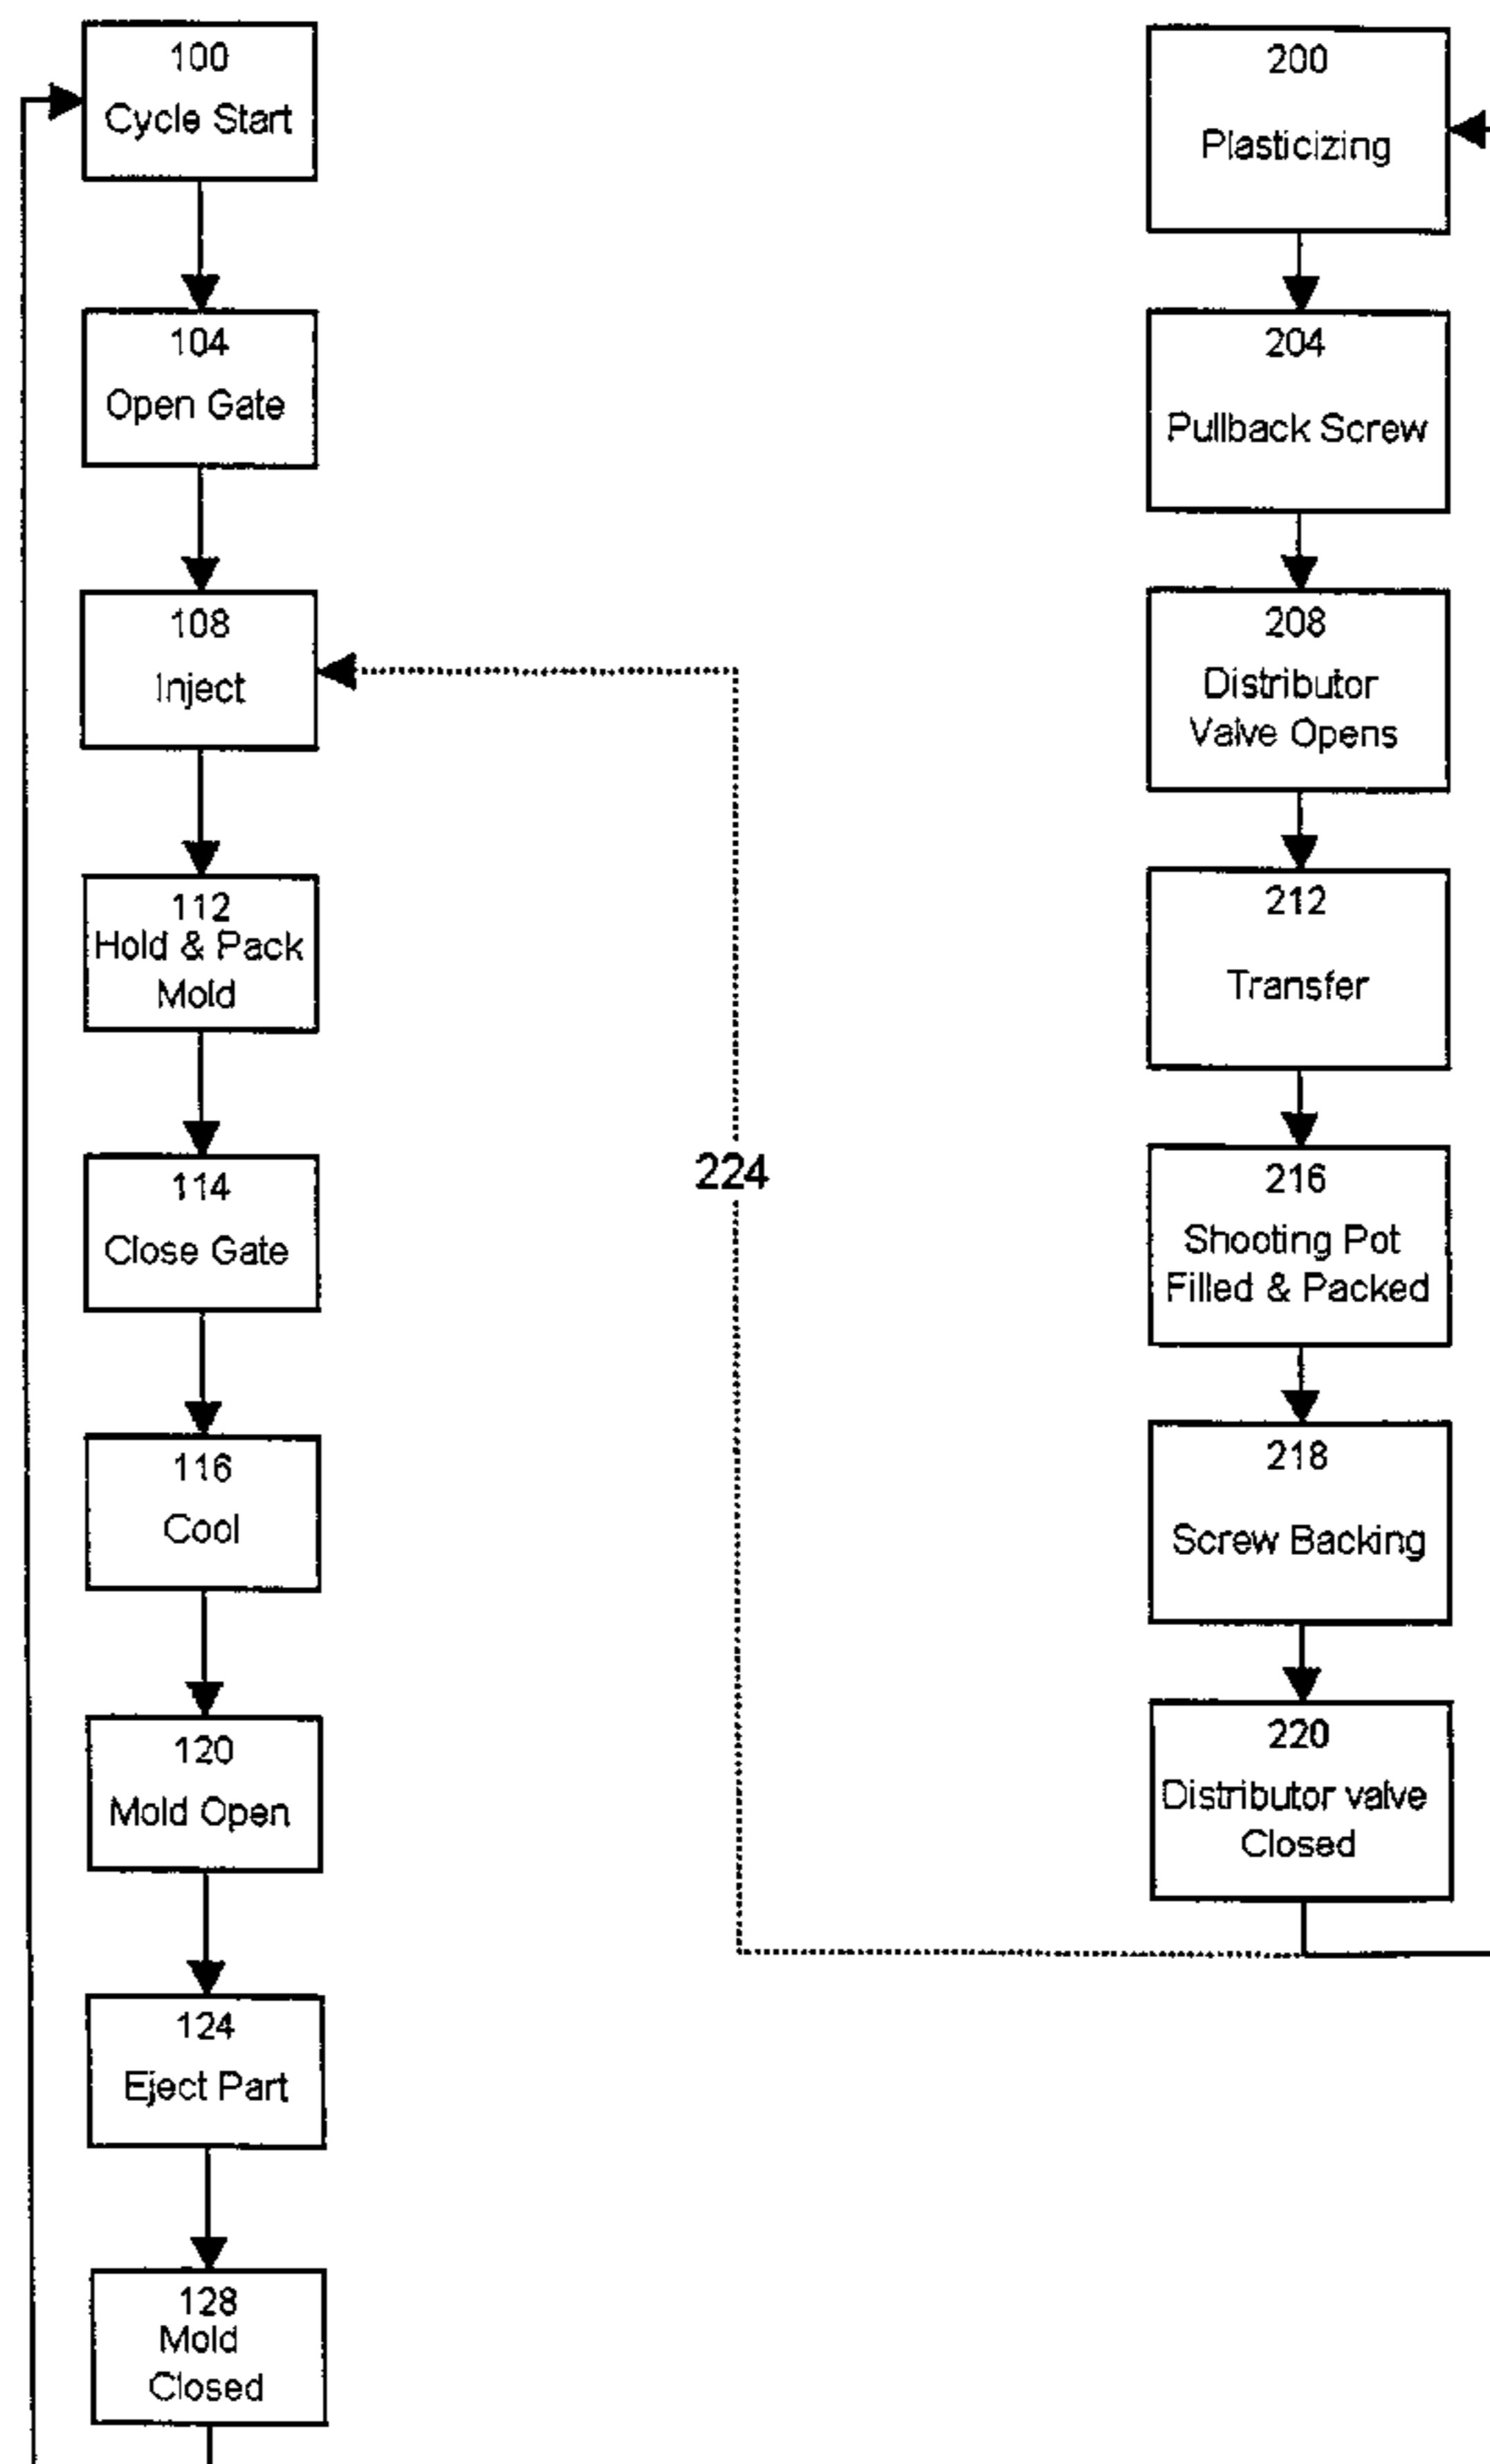 100
Cycle Start
104
Open Gate
108
Inject
112
Hold & Pack
Mold
114
Close Gate
116
Cool
120
Mold Open
124
Eject Part
128
Mold
Closed
224
200
Plasticizing
204
Pullback Screw
208
Distributor
Valve Opens
212
Transfer
216
Shooting Pot
Filled & Packed
218
Screw Backing
220
Distributor valve
Closed